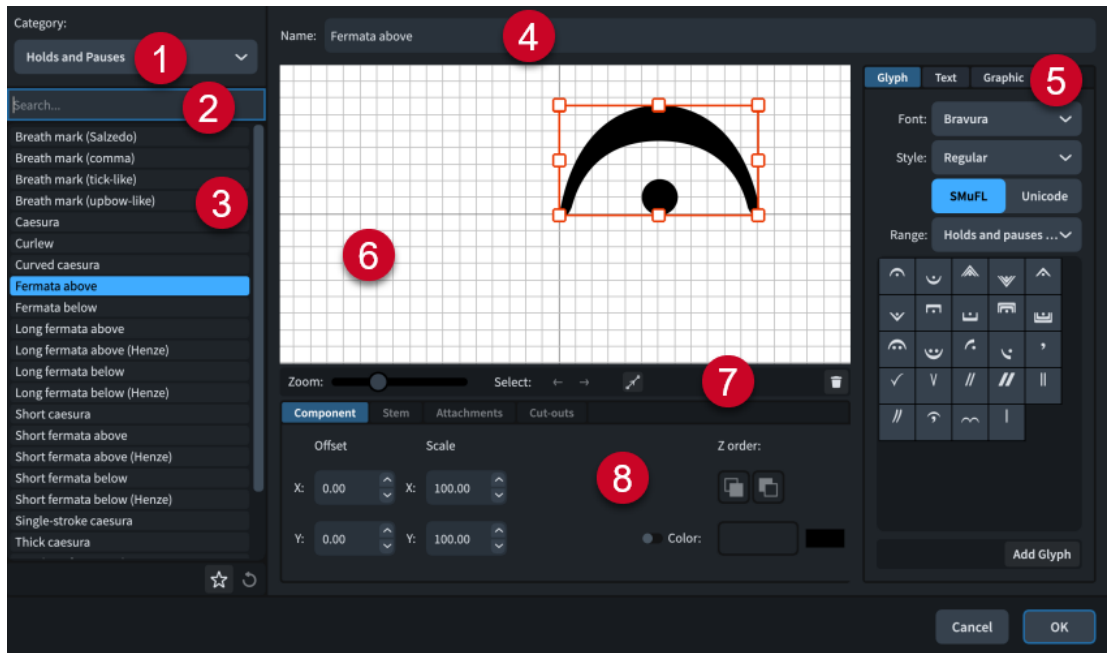 Category:
Holds and Pauses
1
Search...
2
Breath mark (Salzedo)
Breath mark (comma)
Breath mark (tick-like)
Breath mark (upbow-like)
3
Caesura
Curlew
Curved caesura
Fermata above
Fermata below
Long fermata above
Long fermata above (Henze)
Long fermata below
Long fermata below (Henze)
Short caesura
Short fermata above
Short fermata above (Henze)
Short fermata below
Short fermata below (Henze)
Single-stroke caesura
Thick caesura
Name: Fermata above
4
6
Zoom: Select:
7
Component Stem Attachments Cut-outs
Offset Scale Z order:
X: 0.00 X: 100.00
8
Y: 0.00 Y: 100.00 Color:
Glyph Text Graphic
5
Font: Bravura
Style: Regular
SMuFL Unicode
Range: Holds and pauses ...
Add Glyph
Cancel OK